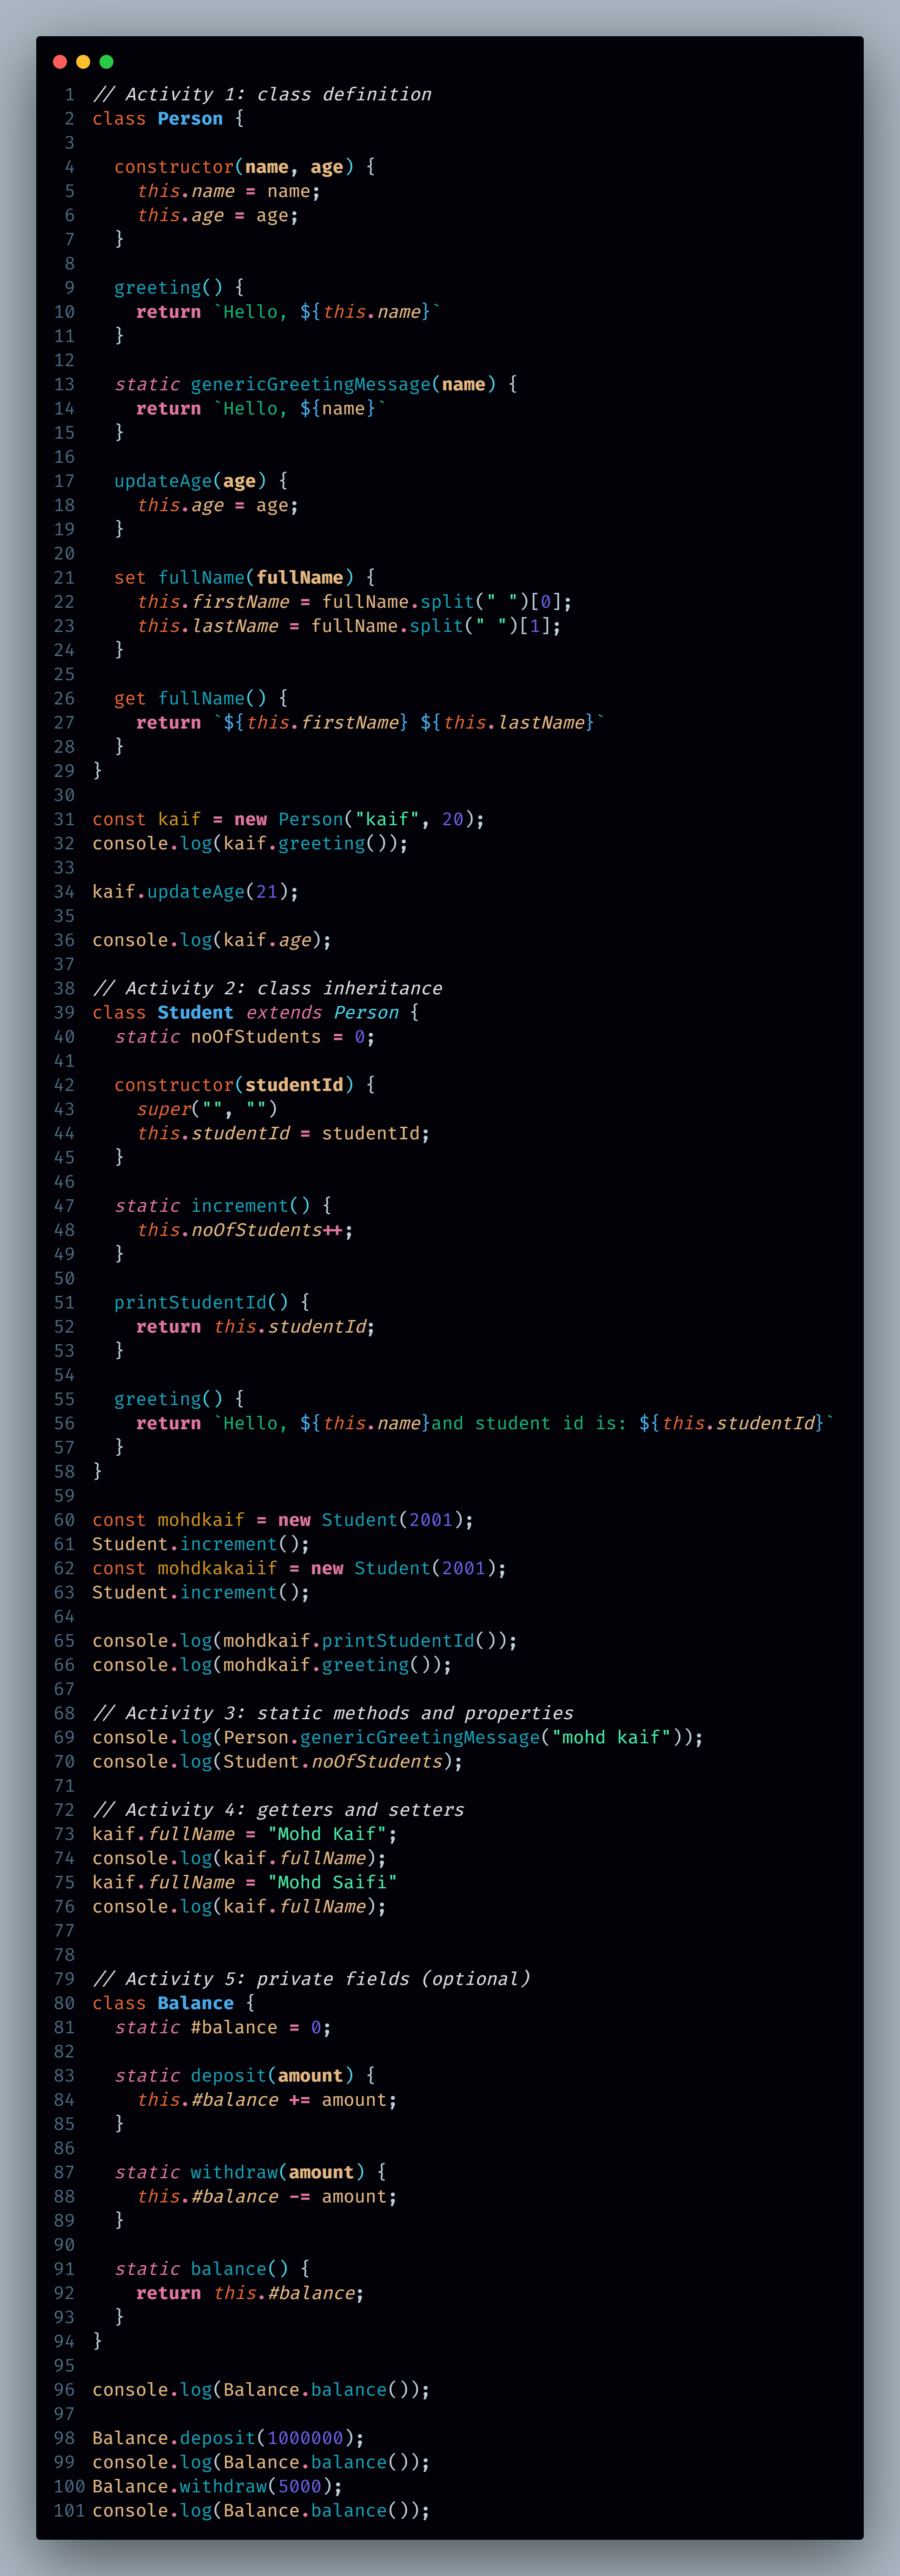 1 // Activity 1: class definition
2 class Person {
3
4   constructor(name, age) {
5     this.name = name;
6     this.age = age;
7   }
8
9   greeting() {
10     return `Hello, ${this.name}`
11   }
12
13   static genericGreetingMessage(name) {
14     return `Hello, ${name}`
15   }
16
17   updateAge(age) {
18     this.age = age;
19   }
20
21   set fullName(fullName) {
22     this.firstName = fullName.split(" ")[0];
23     this.lastName = fullName.split(" ")[1];
24   }
25
26   get fullName() {
27     return `${this.firstName} ${this.lastName}`
28   }
29 }
30
31 const kaif = new Person("kaif", 20);
32 console.log(kaif.greeting());
33
34 kaif.updateAge(21);
35
36 console.log(kaif.age);
37
38 // Activity 2: class inheritance
39 class Student extends Person {
40   static noOfStudents = 0;
41
42   constructor(studentId) {
43     super("", "")
44     this.studentId = studentId;
45   }
46
47   static increment() {
48     this.noOfStudents++;
49   }
50
51   printStudentId() {
52     return this.studentId;
53   }
54
55   greeting() {
56     return `Hello, ${this.name}and student id is: ${this.studentId}`
57   }
58 }
59
60 const mohdkaif = new Student(2001);
61 Student.increment();
62 const mohdkakaiif = new Student(2001);
63 Student.increment();
64
65 console.log(mohdkaif.printStudentId());
66 console.log(mohdkaif.greeting());
67
68 // Activity 3: static methods and properties
69 console.log(Person.genericGreetingMessage("mohd kaif"));
70 console.log(Student.noOfStudents);
71
72 // Activity 4: getters and setters
73 kaif.fullName = "Mohd Kaif";
74 console.log(kaif.fullName);
75 kaif.fullName = "Mohd Saifi"
76 console.log(kaif.fullName);
77
78
79 // Activity 5: private fields (optional)
80 class Balance {
81   static #balance = 0;
82
83   static deposit(amount) {
84     this.#balance += amount;
85   }
86
87   static withdraw(amount) {
88     this.#balance -= amount;
89   }
90
91   static balance() {
92     return this.#balance;
93   }
94 }
95
96 console.log(Balance.balance());
97
98 Balance.deposit(1000000);
99 console.log(Balance.balance());
100 Balance.withdraw(5000);
101 console.log(Balance.balance());